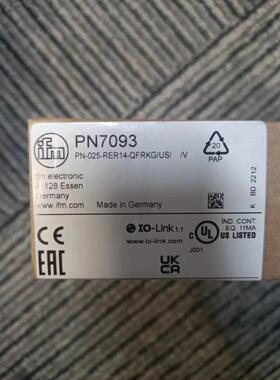 ifm
PN7093
PN-025-RER14-QFRKG/US/ /V
ifm electronic
45128 Essen
Germany
www.ifm.com
Made in Germany
20
PAP
K BD 2212
CE
EAC
IO-Link 1.1
www.io-link.com
UK
CA
c UL US LISTED
IND. CONT.
EQ. 11MA
J001